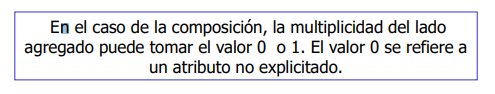 En el caso de la composición, la multiplicidad del lado
agregado puede tomar el valor 0 o 1. El valor 0 se refiere a
un atributo no explicitado.